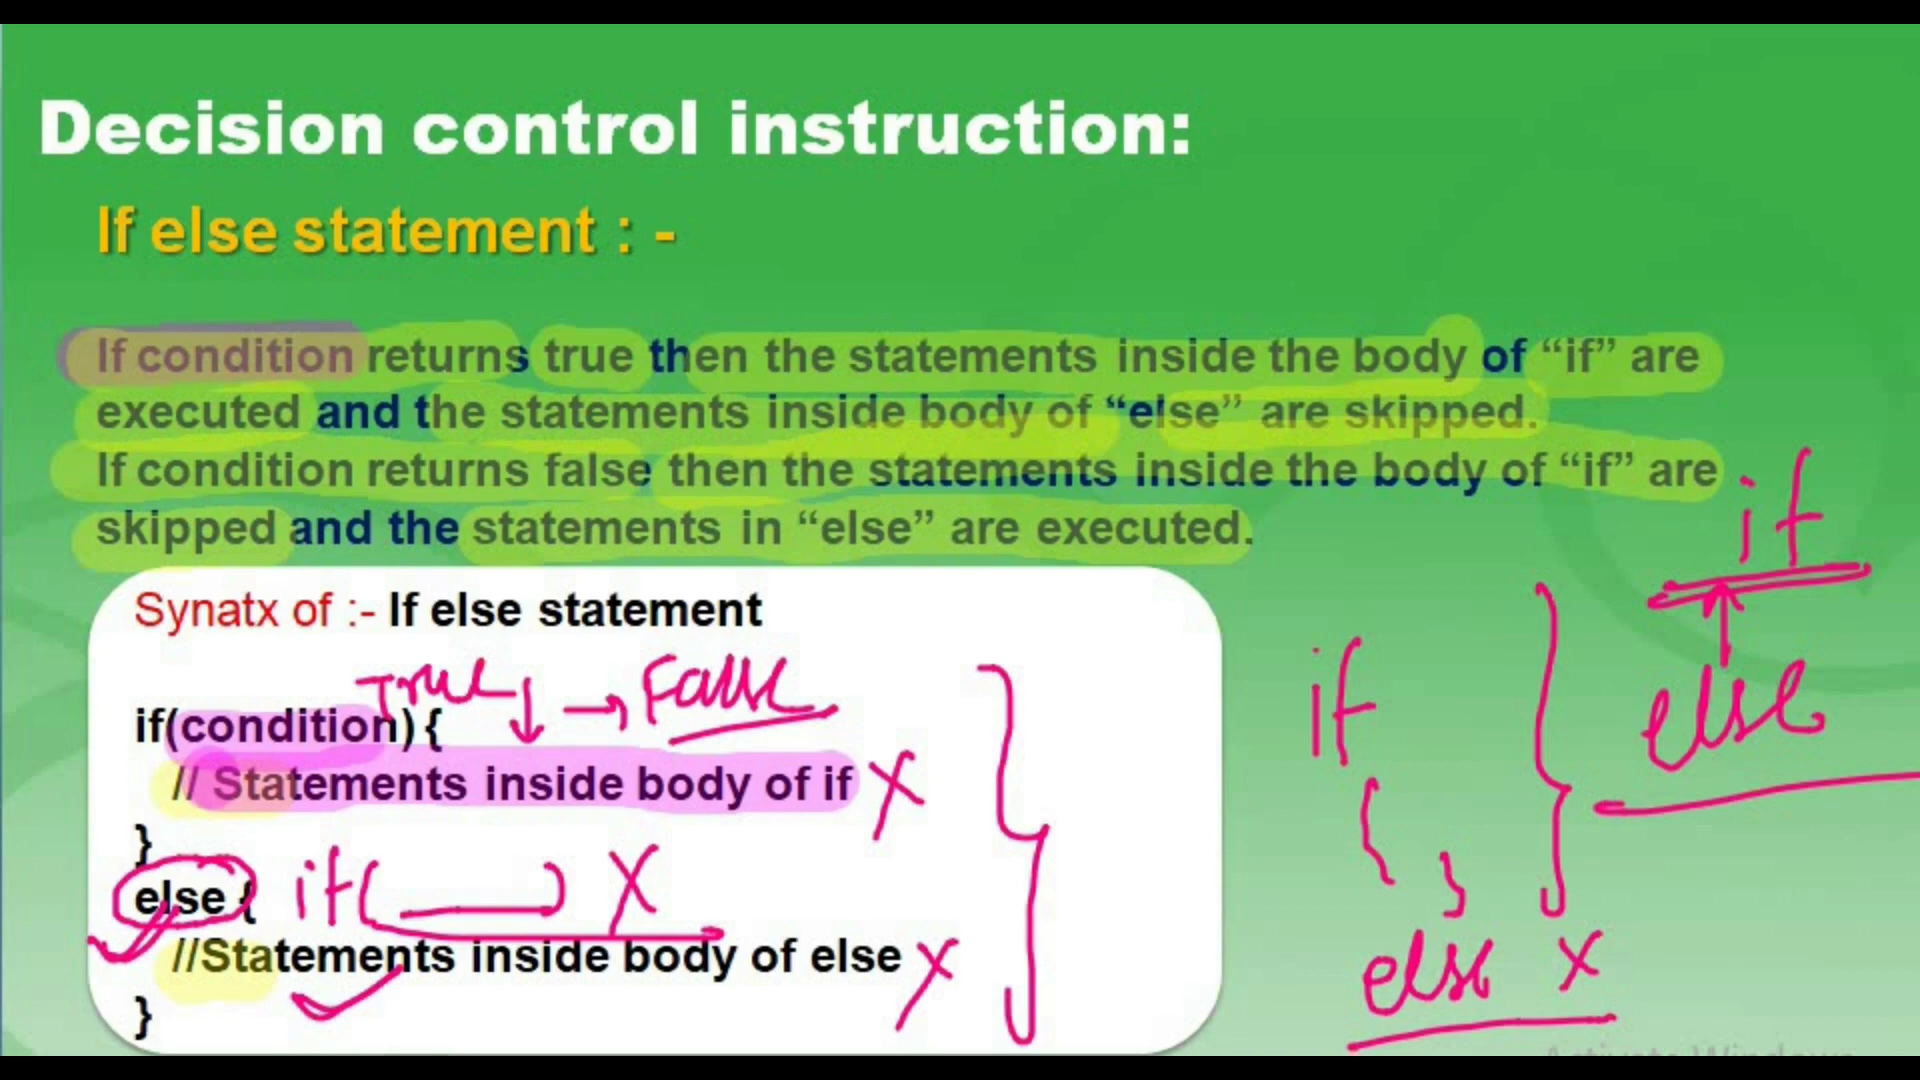 Decision control instruction:
If else statement : -
If condition returns true then the statements inside the body of “if” are
executed and the statements inside body of “else” are skipped.
If condition returns false then the statements inside the body of “if” are
skipped and the statements in “else” are executed.
Synatx of :- If else statement
True → False
if(condition) {
// Statements inside body of if X
}
else { if( ) X
//Statements inside body of else X
}
if
else
if
{
}
else X